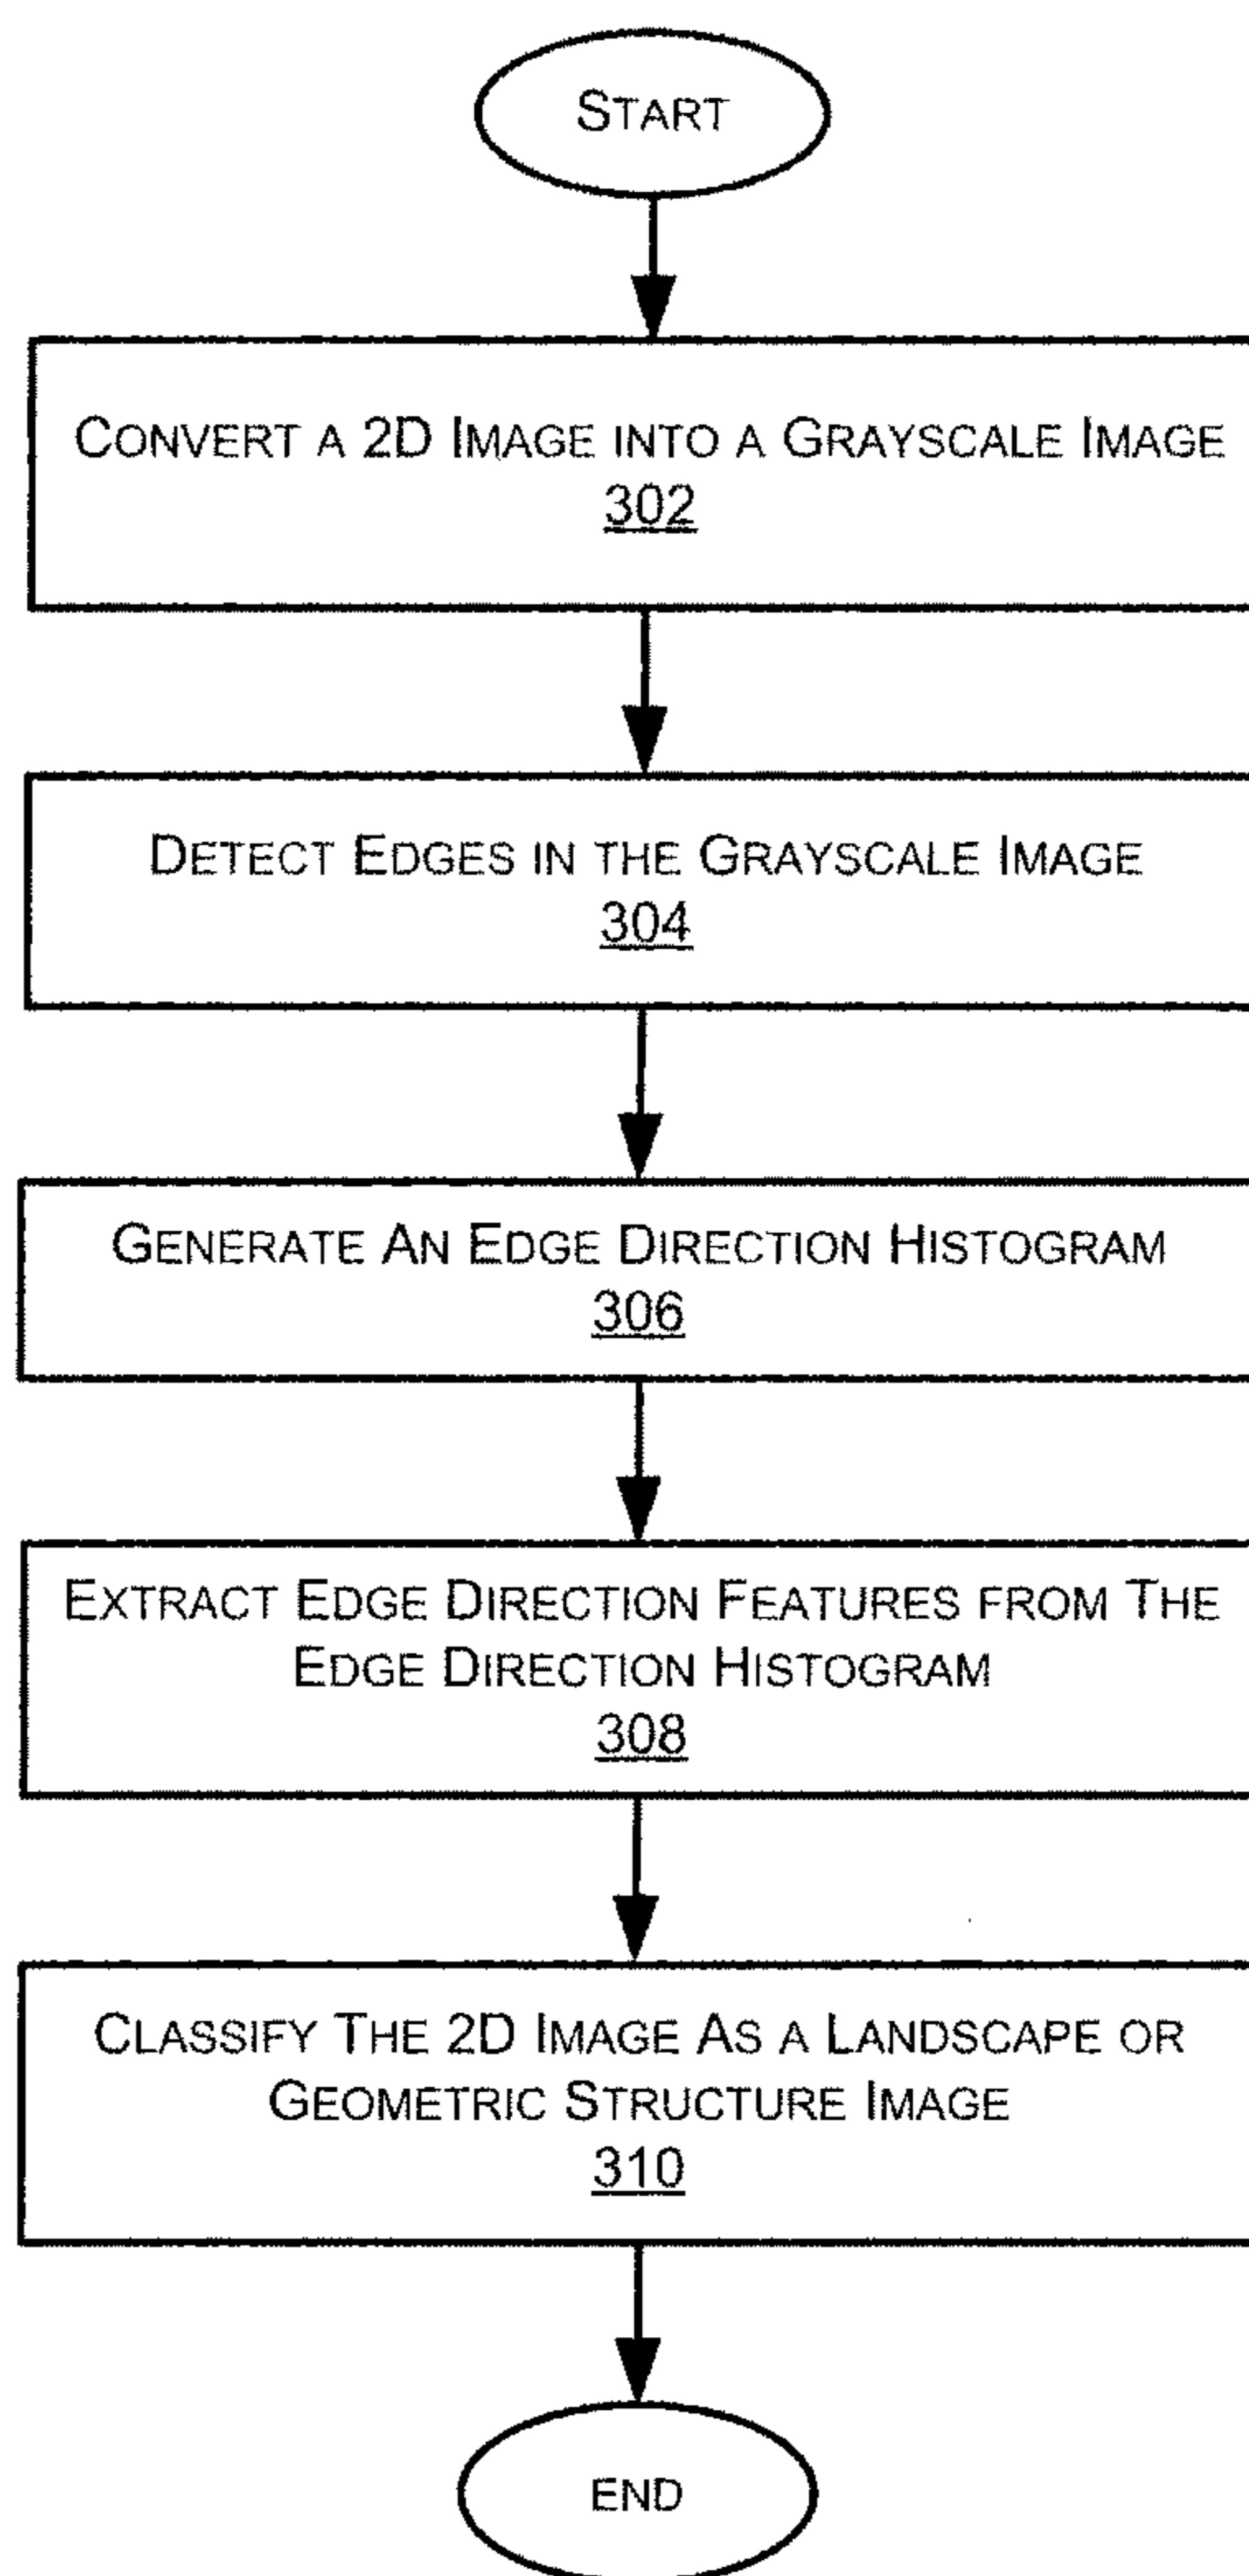 START
CONVERT A 2D IMAGE INTO A GRAYSCALE IMAGE
302
DETECT EDGES IN THE GRAYSCALE IMAGE
304
GENERATE AN EDGE DIRECTION HISTOGRAM
306
EXTRACT EDGE DIRECTION FEATURES FROM THE
EDGE DIRECTION HISTOGRAM
308
CLASSIFY THE 2D IMAGE AS A LANDSCAPE OR
GEOMETRIC STRUCTURE IMAGE
310
END